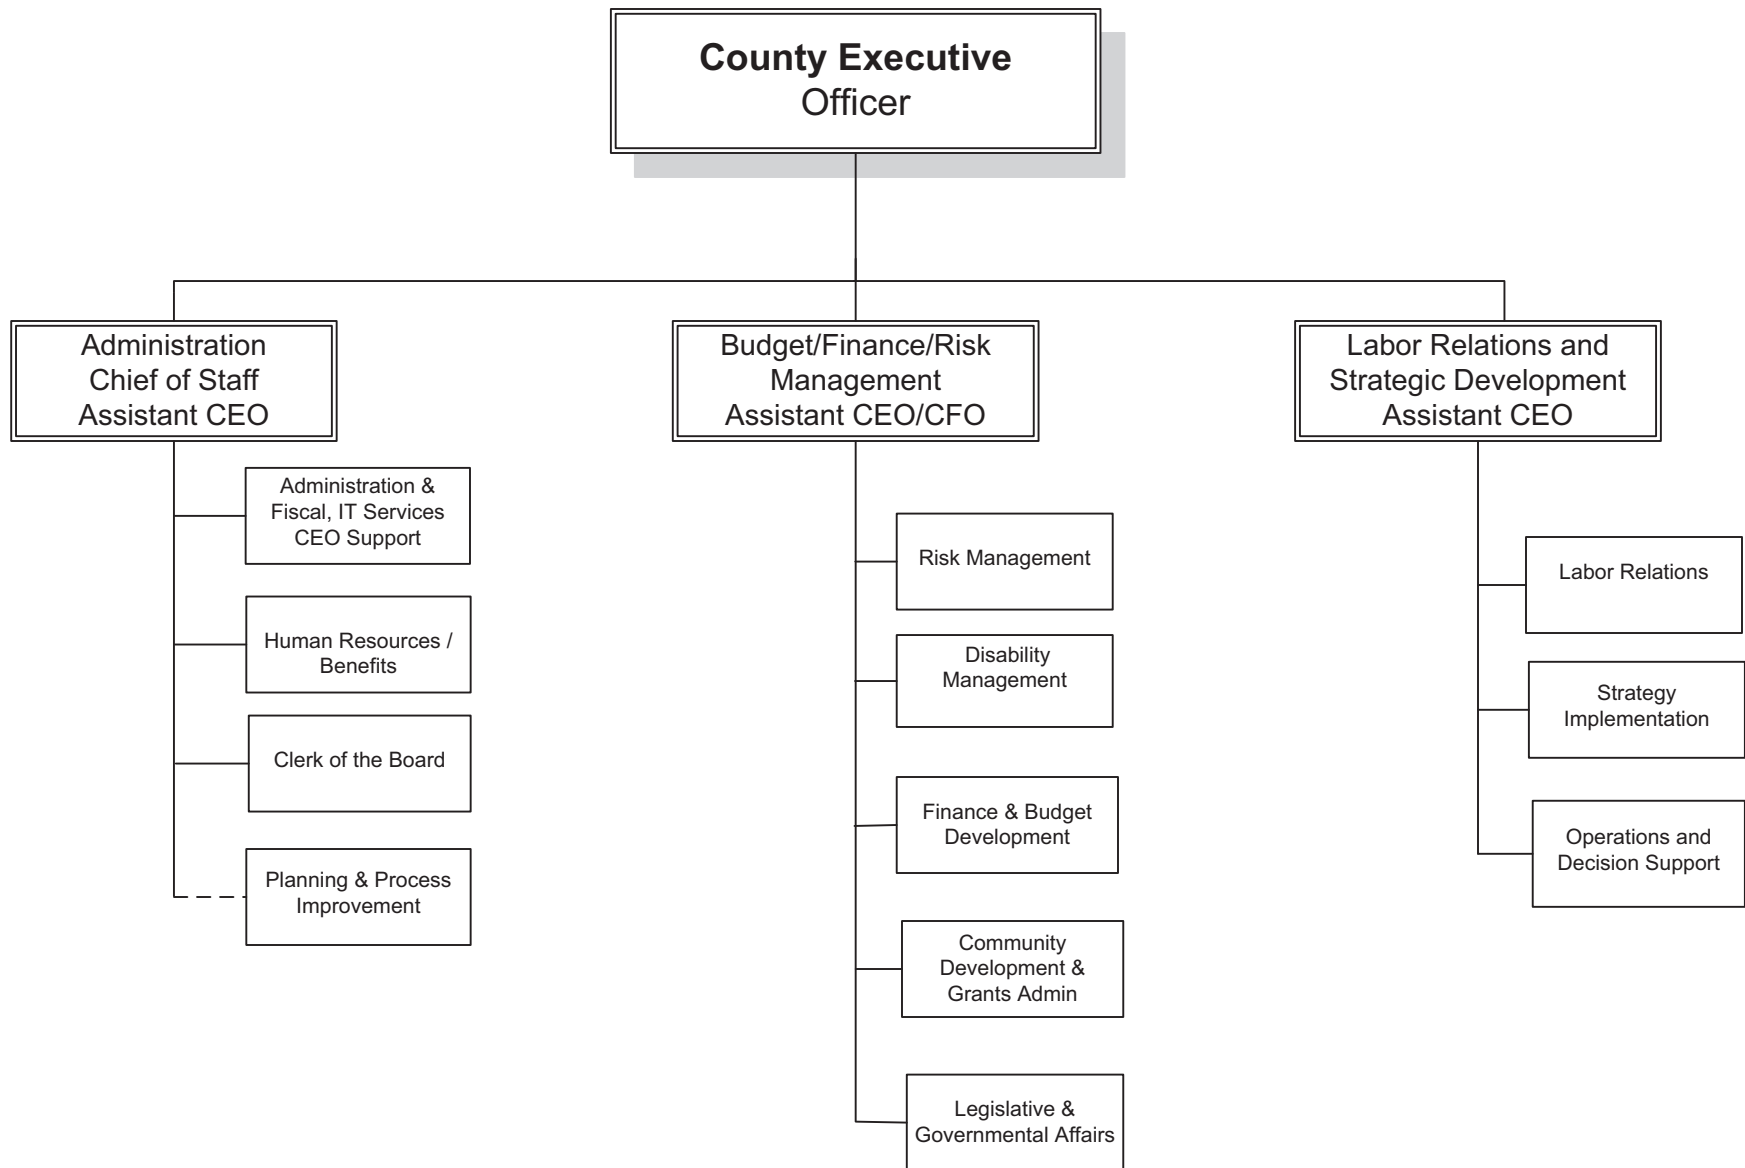 County Executive
Officer
Administration
Chief of Staff
Assistant CEO
Budget/Finance/Risk
Management
Assistant CEO/CFO
Labor Relations and
Strategic Development
Assistant CEO
Administration &
Fiscal, IT Services
CEO Support
Human Resources /
Benefits
Clerk of the Board
Planning & Process
Improvement
Risk Management
Disability
Management
Finance & Budget
Development
Community
Development &
Grants Admin
Legislative &
Governmental Affairs
Labor Relations
Strategy
Implementation
Operations and
Decision Support